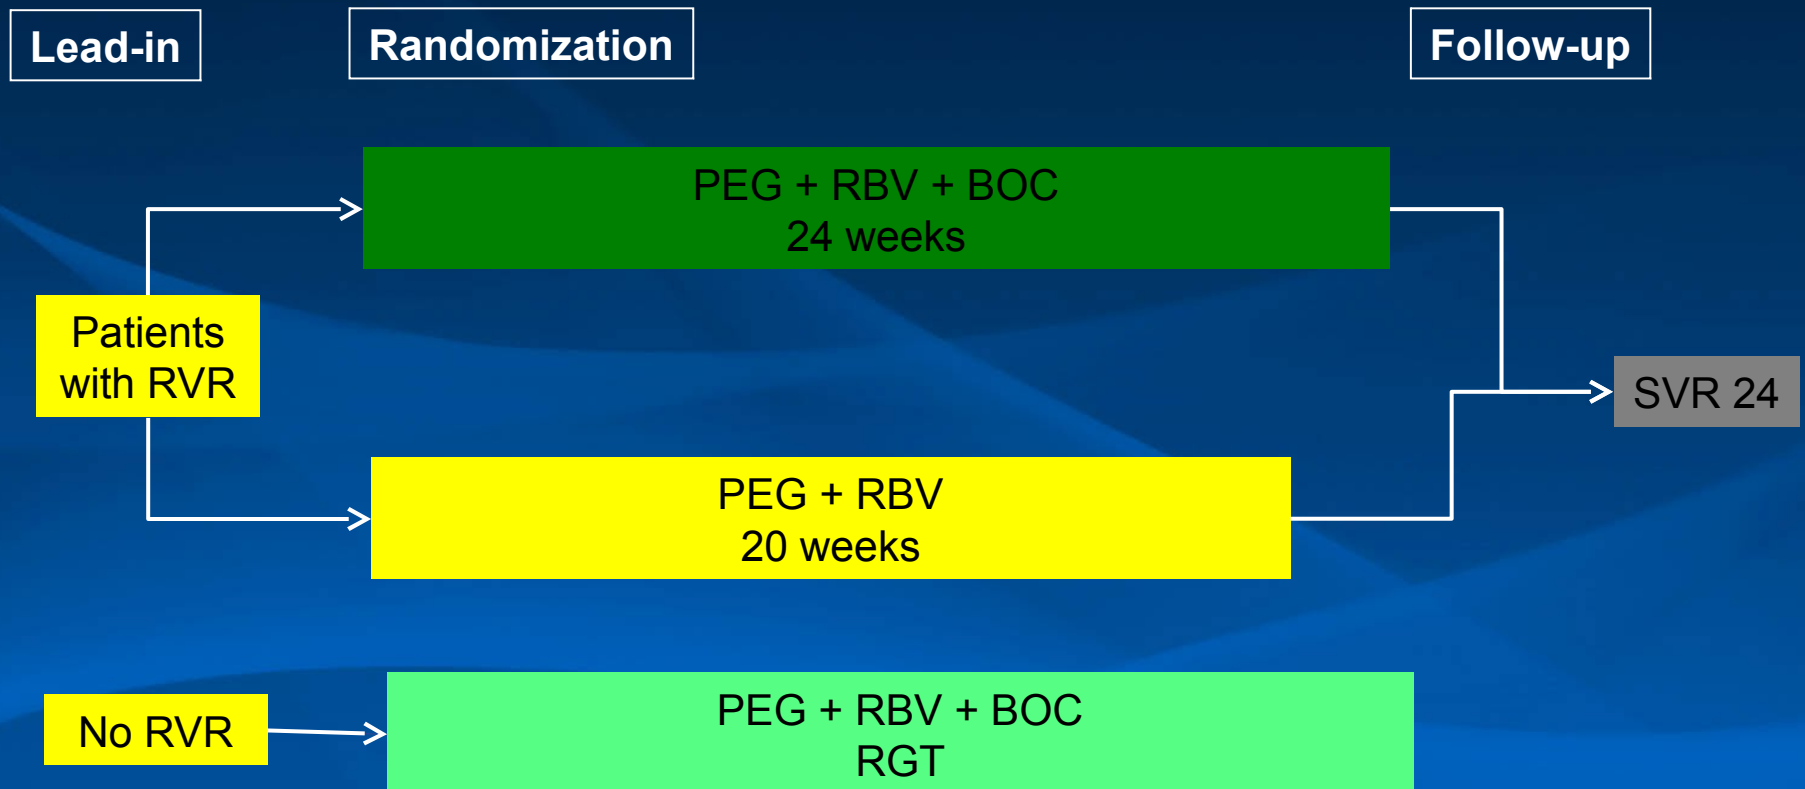 Lead-in
Randomization
Follow-up
PEG + RBV + BOC
24 weeks
Patients
with RVR
SVR 24
PEG + RBV
20 weeks
No RVR
PEG + RBV + BOC
RGT